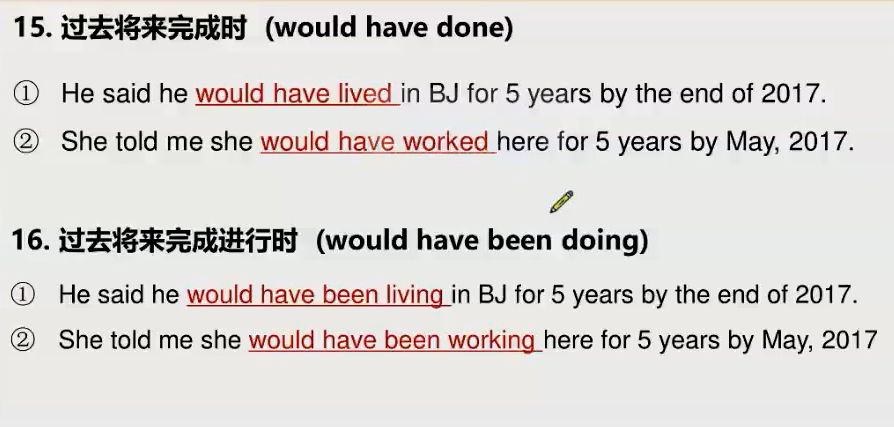 15. 过去将来完成时 (would have done)
① He said he would have lived in BJ for 5 years by the end of 2017.
② She told me she would have worked here for 5 years by May, 2017.
16. 过去将来完成进行时 (would have been doing)
① He said he would have been living in BJ for 5 years by the end of 2017.
② She told me she would have been working here for 5 years by May, 2017